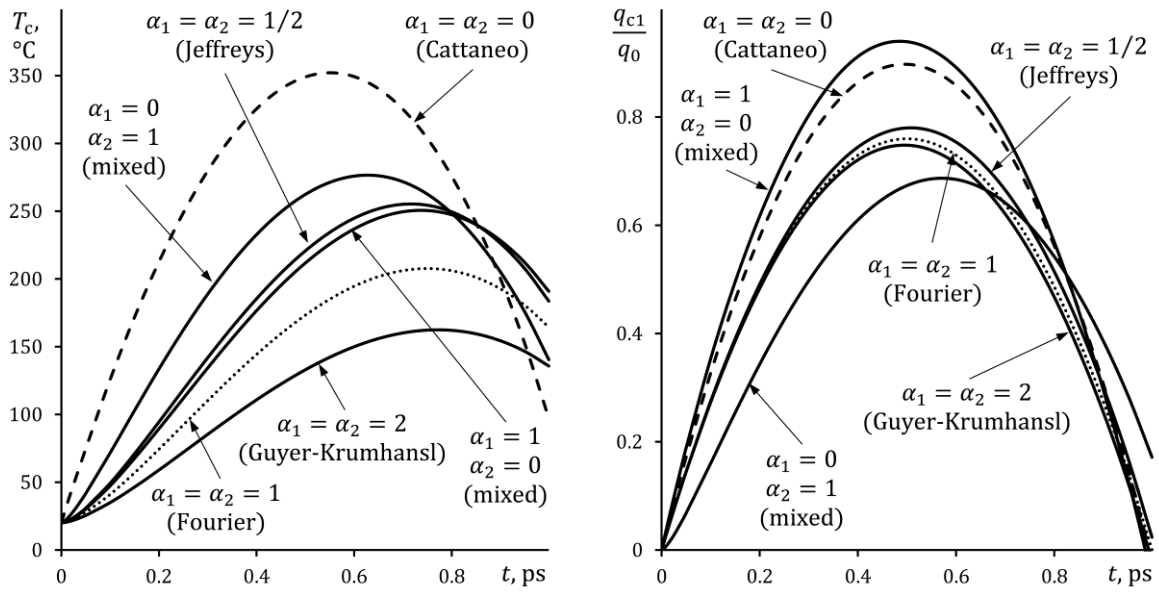 T_c,
°C
350
300
250
200
150
100
50
0
0
0.2
0.4
0.6
0.8
t, ps
α₁ = α₂ = 1/2
(Jeffreys)
α₁ = α₂ = 0
(Cattaneo)
α₁ = 0
α₂ = 1
(mixed)
α₁ = α₂ = 2
(Guyer-Krumhansl)
α₁ = 1
α₂ = 0
(mixed)
α₁ = α₂ = 1
(Fourier)
q_c1
q₀
0.8
0.6
0.4
0.2
0
0
0.2
0.4
0.6
0.8
t, ps
α₁ = α₂ = 0
(Cattaneo)
α₁ = α₂ = 1/2
(Jeffreys)
α₁ = 1
α₂ = 0
(mixed)
α₁ = α₂ = 1
(Fourier)
α₁ = α₂ = 2
(Guyer-Krumhansl)
α₁ = 0
α₂ = 1
(mixed)